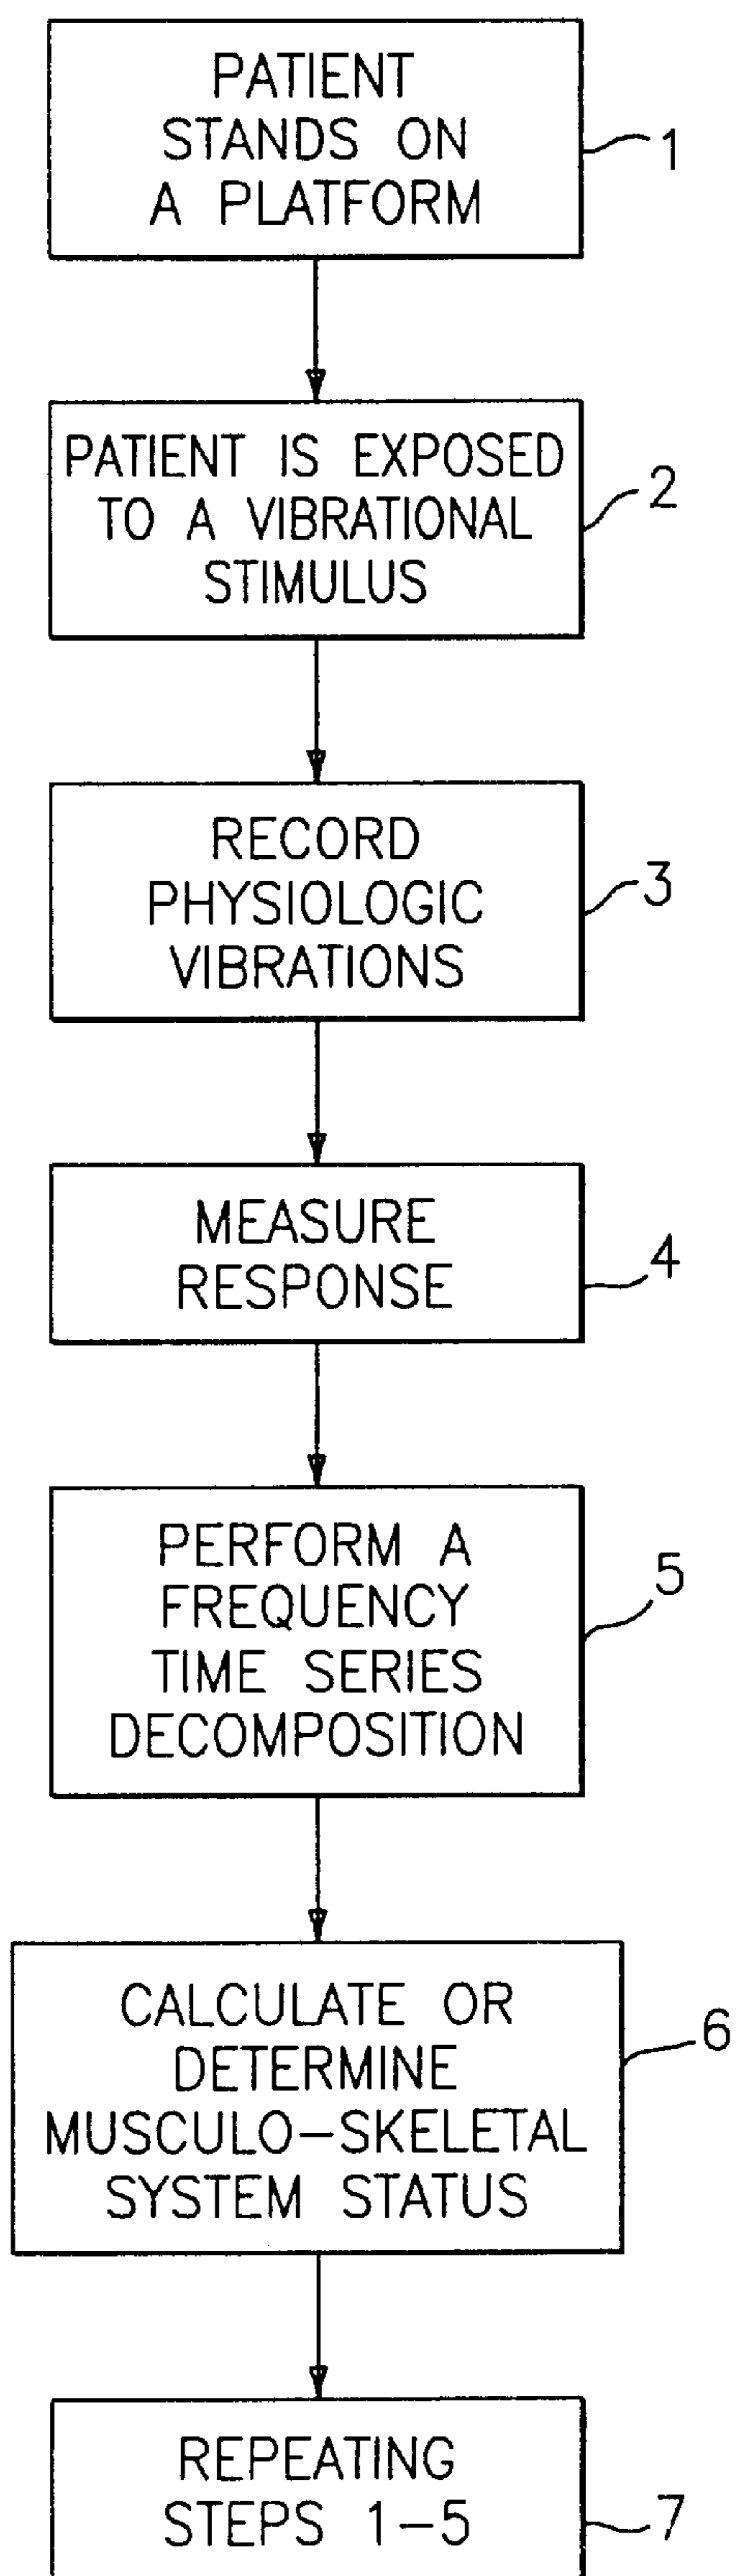 PATIENT
STANDS ON
A PLATFORM
1
PATIENT IS EXPOSED
TO A VIBRATIONAL
STIMULUS
2
RECORD
PHYSIOLOGIC
VIBRATIONS
3
MEASURE
RESPONSE
4
PERFORM A
FREQUENCY
TIME SERIES
DECOMPOSITION
5
CALCULATE OR
DETERMINE
MUSCULO-SKELETAL
SYSTEM STATUS
6
REPEATING
STEPS 1-5
7